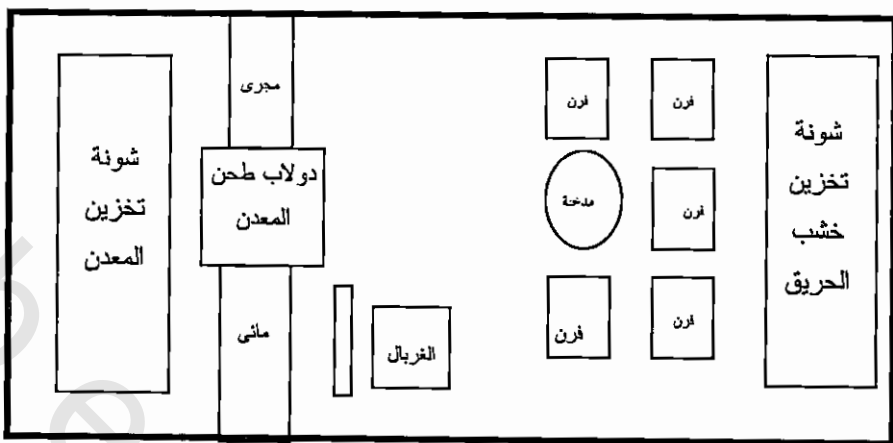 شونة
تخزين
خشب
الحريق
فرن
فرن
فرن
مدخنة
فرن
فرن
الغربال
مجرى
دولاب طحن
المعدن
مائى
شونة
تخزين
المعدن